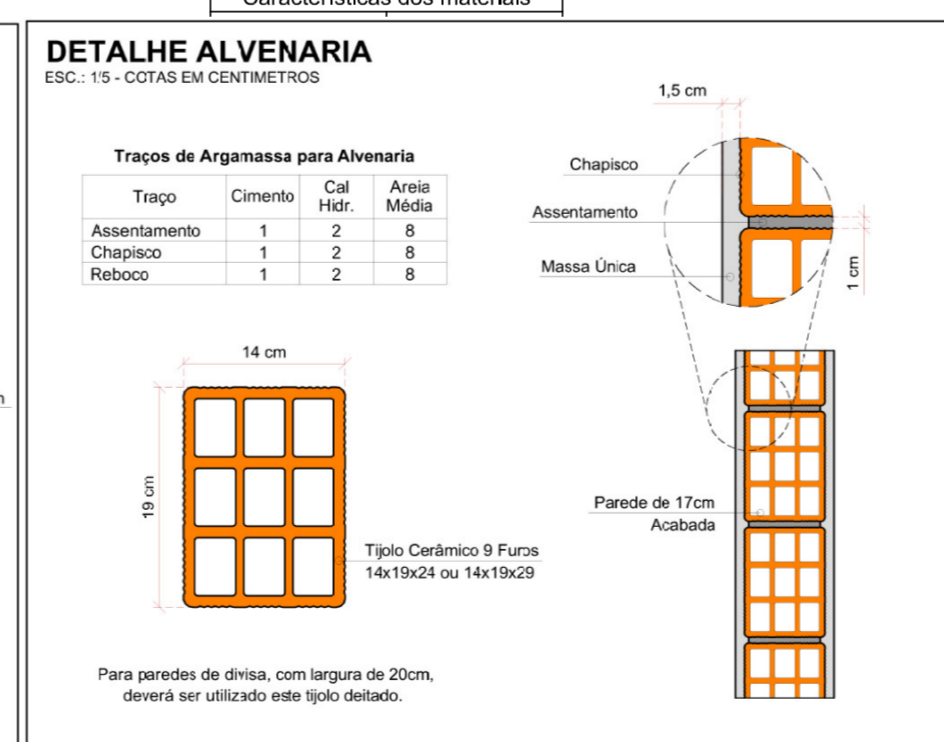 Características dos materiais
DETALHE ALVENARIA
ESC.: 1/5 - COTAS EM CENTIMETROS
Traços de Argamassa para Alvenaria
Traço Cimento Cal Hidr. Areia Média
Assentamento 1 2 8
Chapisco 1 2 8
Reboco 1 2 8
1,5 cm
Chapisco
Assentamento
Massa Única
1 cm
14 cm
19 cm
Tijolo Cerâmico 9 Furos
14x19x24 ou 14x19x29
Parede de 17cm
Acabada
Para paredes de divisa, com largura de 20cm,
deverá ser utilizado este tijolo deitado.